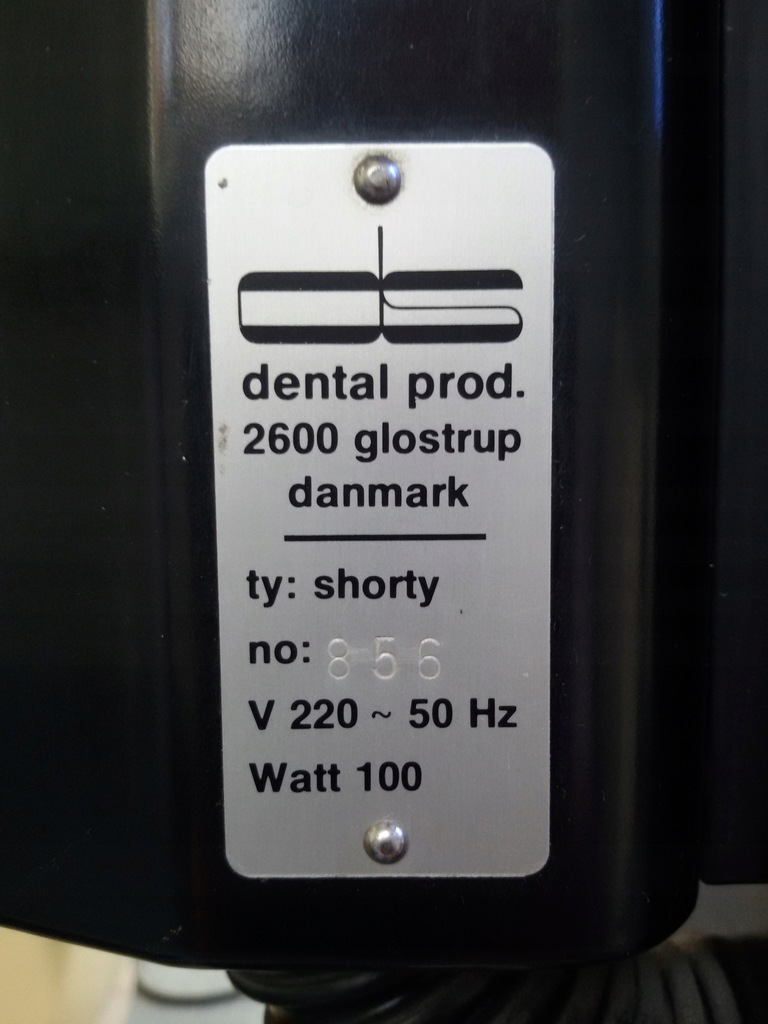 ds
dental prod.
2600 glostrup
danmark
ty: shorty
no: 856
V 220 ~ 50 Hz
Watt 100